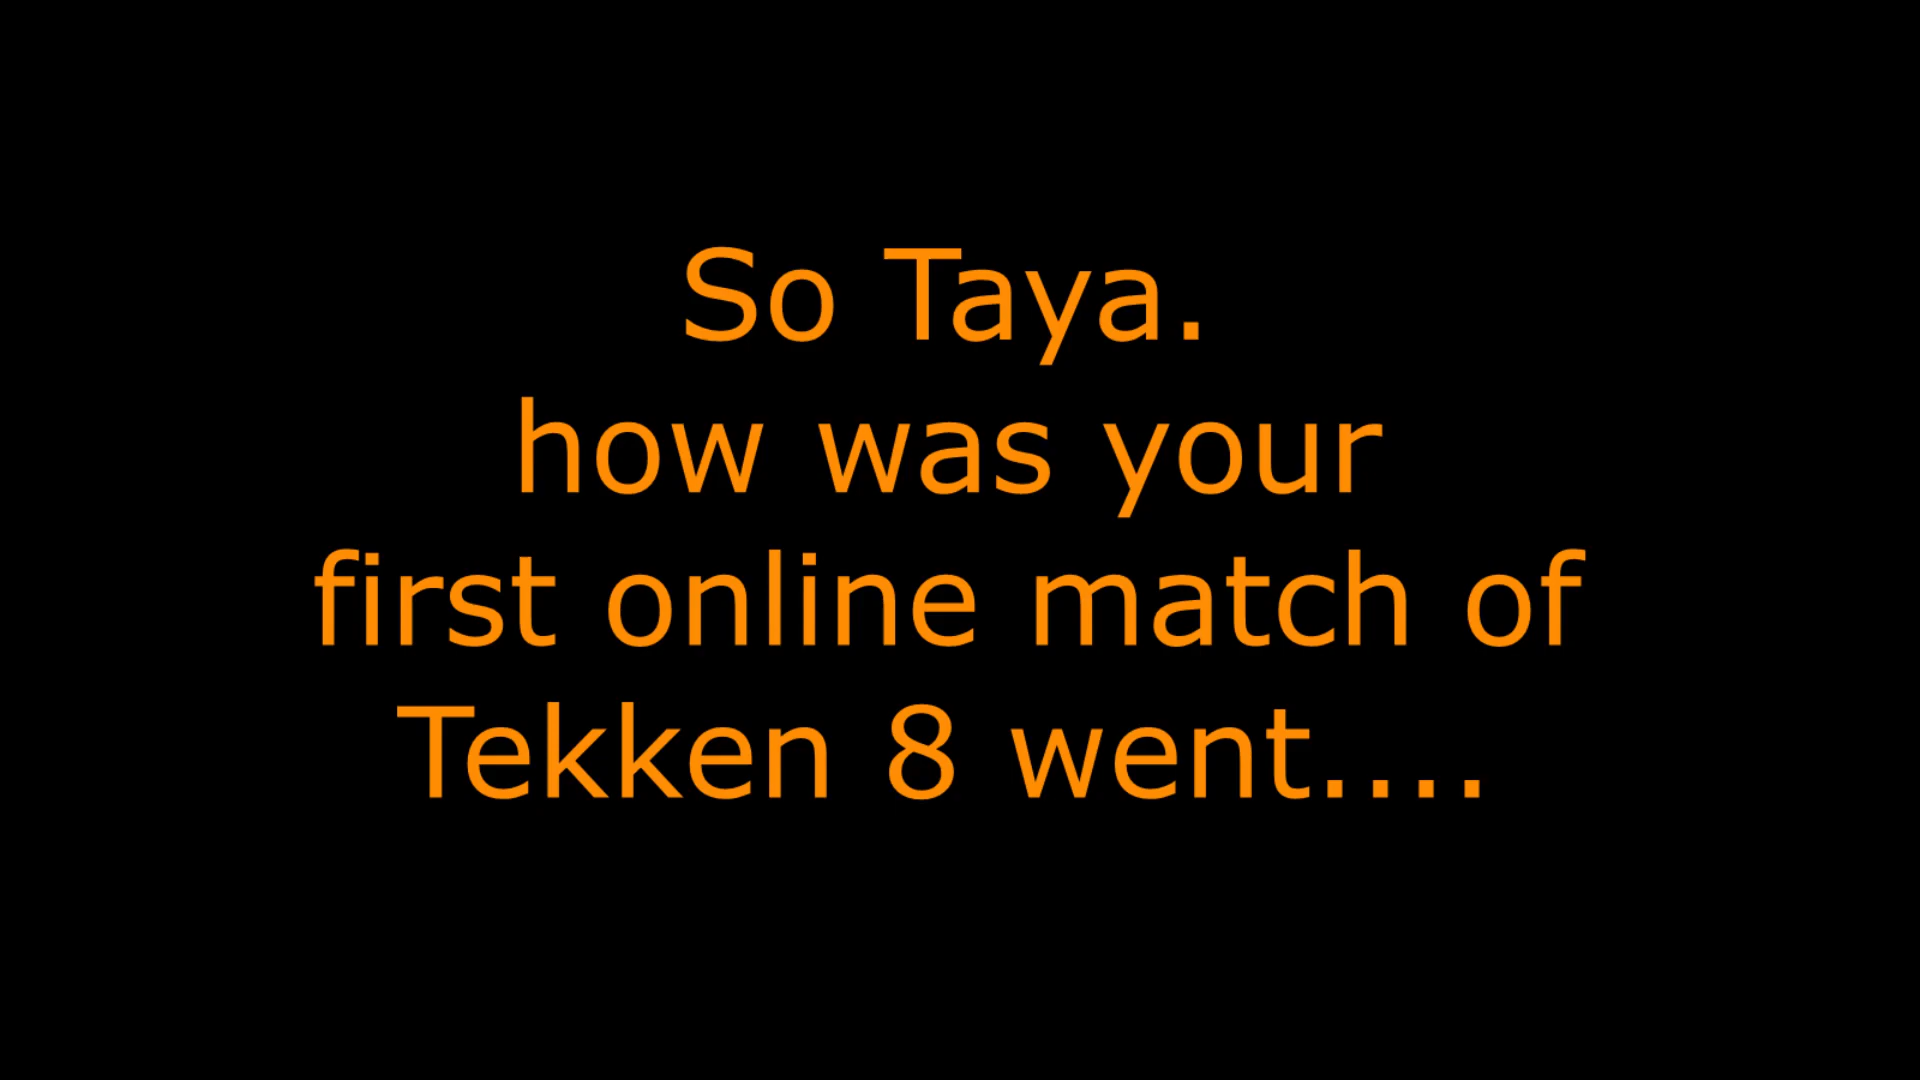 So Taya.
how was your
first online match of
Tekken 8 went....